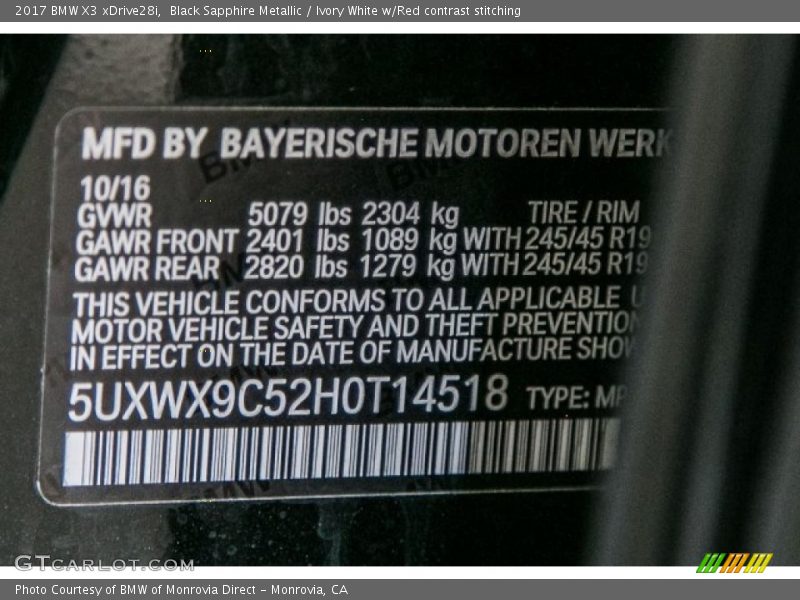 2017 BMW X3 xDrive28i,  Black Sapphire Metallic / Ivory White w/Red contrast stitching
MFD BY BAYERISCHE MOTOREN WERK
10/16
GVWR 5079 lbs 2304 kg TIRE / RIM
GAWR FRONT 2401 lbs 1089 kg WITH 245/45 R19
GAWR REAR 2820 lbs 1279 kg WITH 245/45 R19
THIS VEHICLE CONFORMS TO ALL APPLICABLE U
MOTOR VEHICLE SAFETY AND THEFT PREVENTION
IN EFFECT ON THE DATE OF MANUFACTURE SHOW
5UXWX9C52H0T14518 TYPE: MP
GTCARLOT.COM
Photo Courtesy of BMW of Monrovia Direct - Monrovia, CA